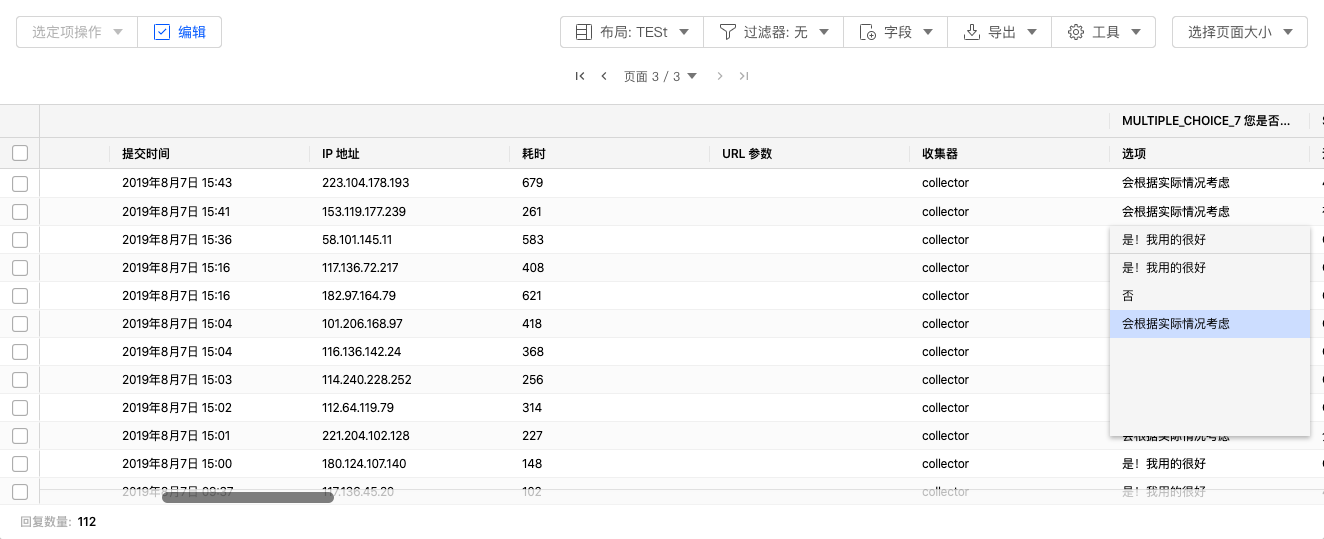 选定项操作 编辑 布局: TESt 过滤器: 无 字段 导出 工具 选择页面大小
页面 3 / 3
MULTIPLE_CHOICE_7 您是否...
提交时间 IP 地址 耗时 URL 参数 收集器 选项
2019年8月7日 15:43 223.104.178.193 679 collector 会根据实际情况考虑
2019年8月7日 15:41 153.119.177.239 261 collector 会根据实际情况考虑
2019年8月7日 15:36 58.101.145.11 583 collector 是！我用的很好
2019年8月7日 15:16 117.136.72.217 408 collector 是！我用的很好
2019年8月7日 15:16 182.97.164.79 621 collector 否
2019年8月7日 15:04 101.206.168.97 418 collector 会根据实际情况考虑
2019年8月7日 15:04 116.136.142.24 368 collector
2019年8月7日 15:03 114.240.228.252 256 collector
2019年8月7日 15:02 112.64.119.79 314 collector
2019年8月7日 15:01 221.204.102.128 227 collector 会根据实际情况考虑
2019年8月7日 15:00 180.124.107.140 148 collector 是！我用的很好
2019年8月7日 09:37 117.136.45.20 102 collector 是！我用的很好
回复数量: 112